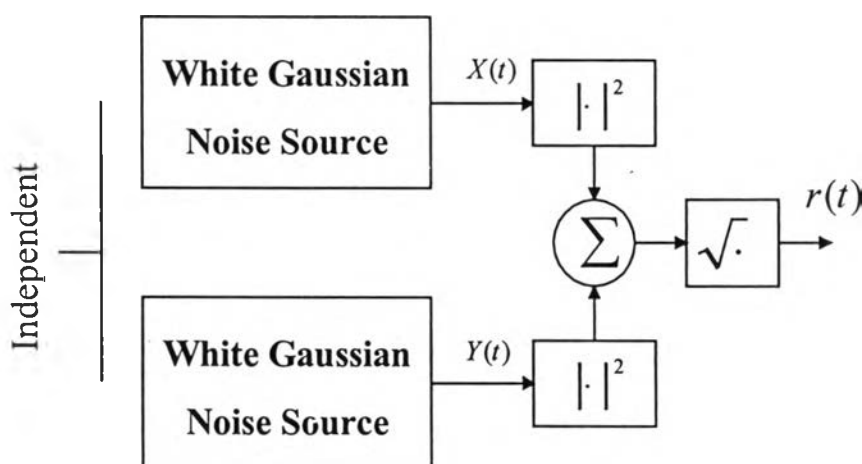 Independent
White Gaussian
Noise Source
X(t)
|·|²
∑
√·
r(t)
White Gaussian
Noise Source
Y(t)
|·|²